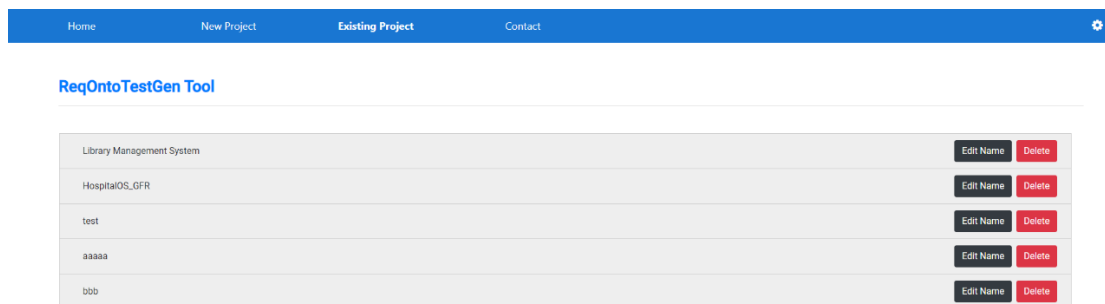 Home New Project Existing Project Contact
ReqOntoTestGen Tool
Library Management System Edit Name Delete
HospitalOS_GFR Edit Name Delete
test Edit Name Delete
aaaaa Edit Name Delete
bbb Edit Name Delete